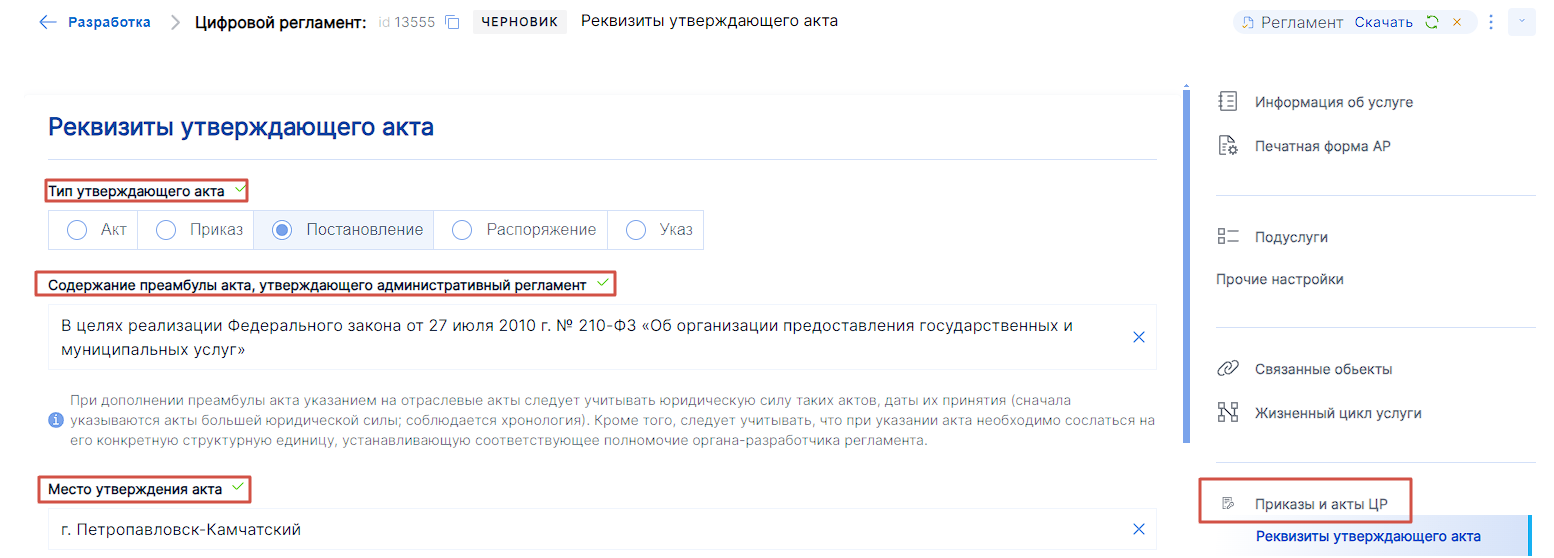 Разработка
Цифровой регламент: id 13555 ЧЕРНОВИК Реквизиты утверждающего акта
Регламент Скачать
Реквизиты утверждающего акта
Тип утверждающего акта
Акт Приказ Постановление Распоряжение Указ
Содержание преамбулы акта, утверждающего административный регламент
В целях реализации Федерального закона от 27 июля 2010 г. № 210-ФЗ «Об организации предоставления государственных и
муниципальных услуг»
При дополнении преамбулы акта указанием на отраслевые акты следует учитывать юридическую силу таких актов, даты их принятия (сначала
указываются акты большей юридической силы; соблюдается хронология). Кроме того, следует учитывать, что при указании акта необходимо сослаться на
его конкретную структурную единицу, устанавливающую соответствующее полномочие органа-разработчика регламента.
Место утверждения акта
г. Петропавловск-Камчатский
Информация об услуге
Печатная форма АР
Подуслуги
Прочие настройки
Связанные объекты
Жизненный цикл услуги
Приказы и акты ЦР
Реквизиты утверждающего акта